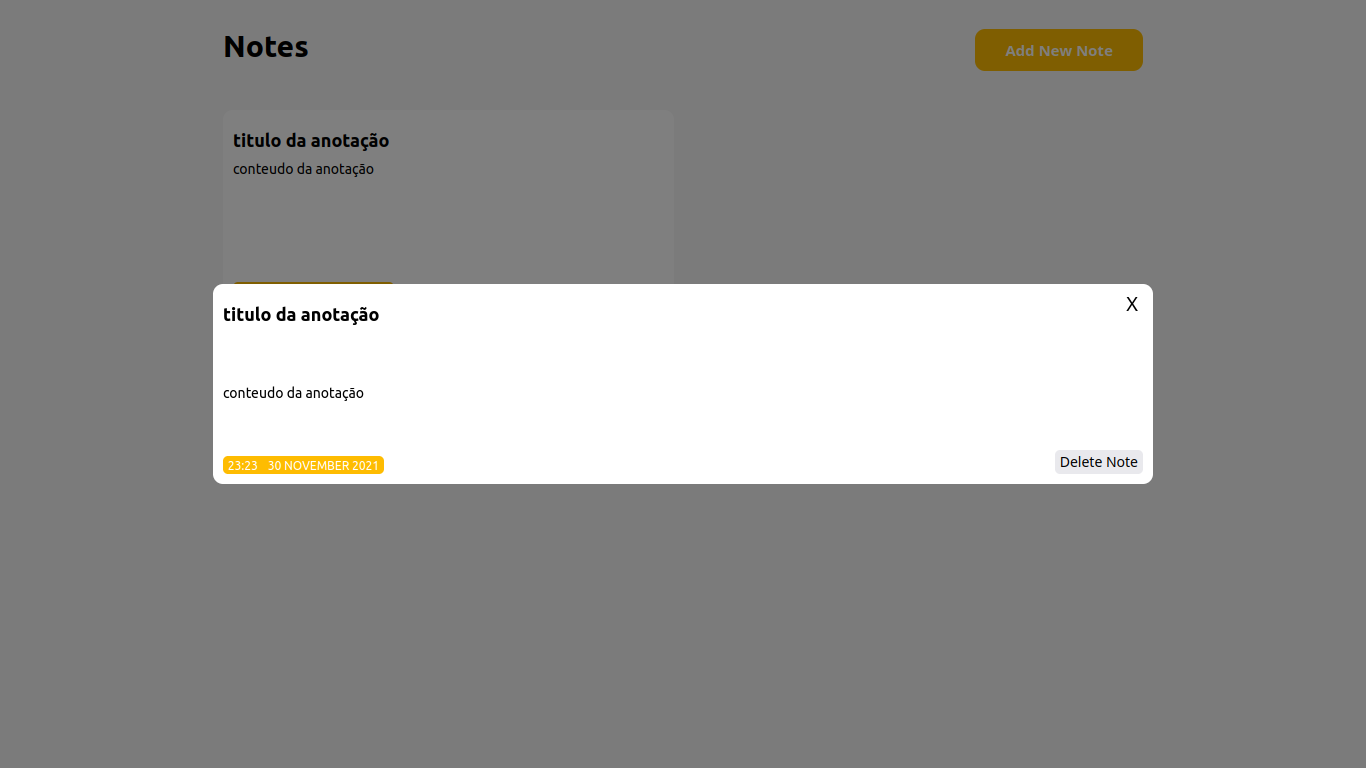 Notes
Add New Note
titulo da anotação
conteudo da anotação
titulo da anotação
X
conteudo da anotação
23:23 30 NOVEMBER 2021
Delete Note